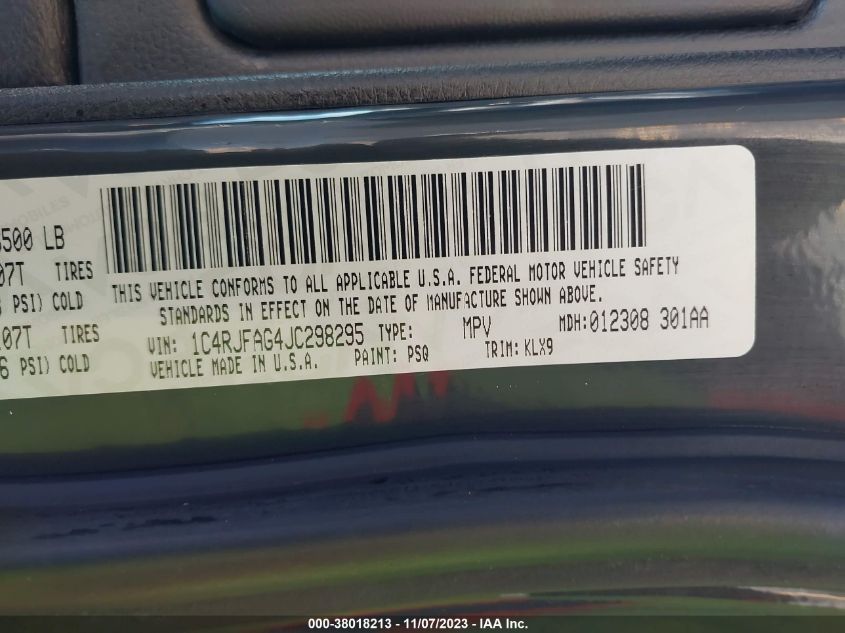 500 LB
07T TIRES
PSI) COLD
07T TIRES
6 PSI) COLD
THIS VEHICLE CONFORMS TO ALL APPLICABLE U.S.A. FEDERAL MOTOR VEHICLE SAFETY
STANDARDS IN EFFECT ON THE DATE OF MANUFACTURE SHOWN ABOVE.
VIN: 1C4RJFAG4JC298295 TYPE: MPV MDH:012308 301AA
VEHICLE MADE IN U.S.A. PAINT: PSQ TRIM: KLX9
000-38018213 - 11/07/2023 - IAA Inc.